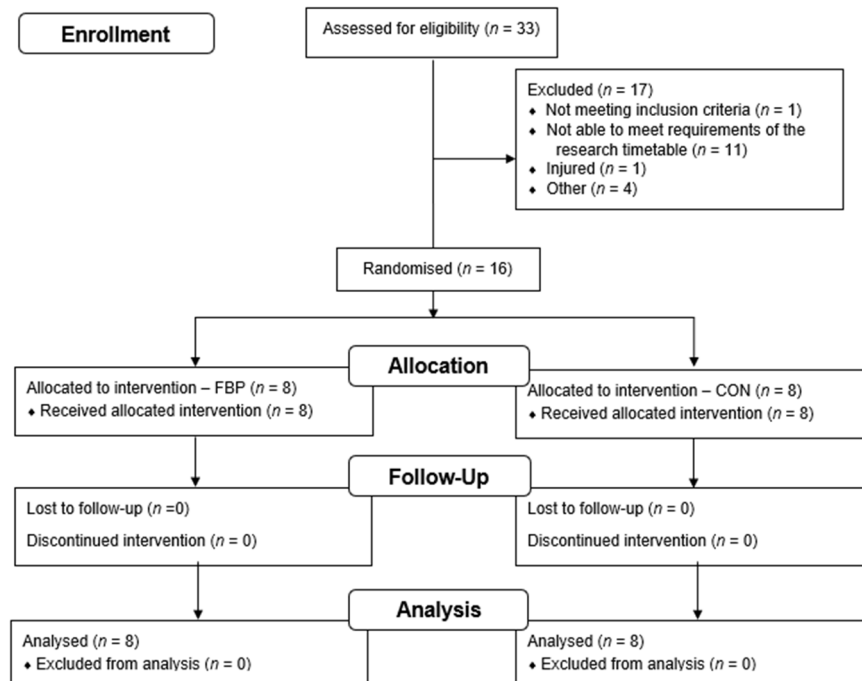 Enrollment
Assessed for eligibility (n = 33)
Excluded (n = 17)
⬥ Not meeting inclusion criteria (n = 1)
⬥ Not able to meet requirements of the
research timetable (n = 11)
⬥ Injured (n = 1)
⬥ Other (n = 4)
Randomised (n = 16)
Allocation
Allocated to intervention – FBP (n = 8)
⬥ Received allocated intervention (n = 8)
Allocated to intervention – CON (n = 8)
⬥ Received allocated intervention (n = 8)
Follow-Up
Lost to follow-up (n =0)
Discontinued intervention (n = 0)
Lost to follow-up (n = 0)
Discontinued intervention (n = 0)
Analysis
Analysed (n = 8)
⬥ Excluded from analysis (n = 0)
Analysed (n = 8)
⬥ Excluded from analysis (n = 0)